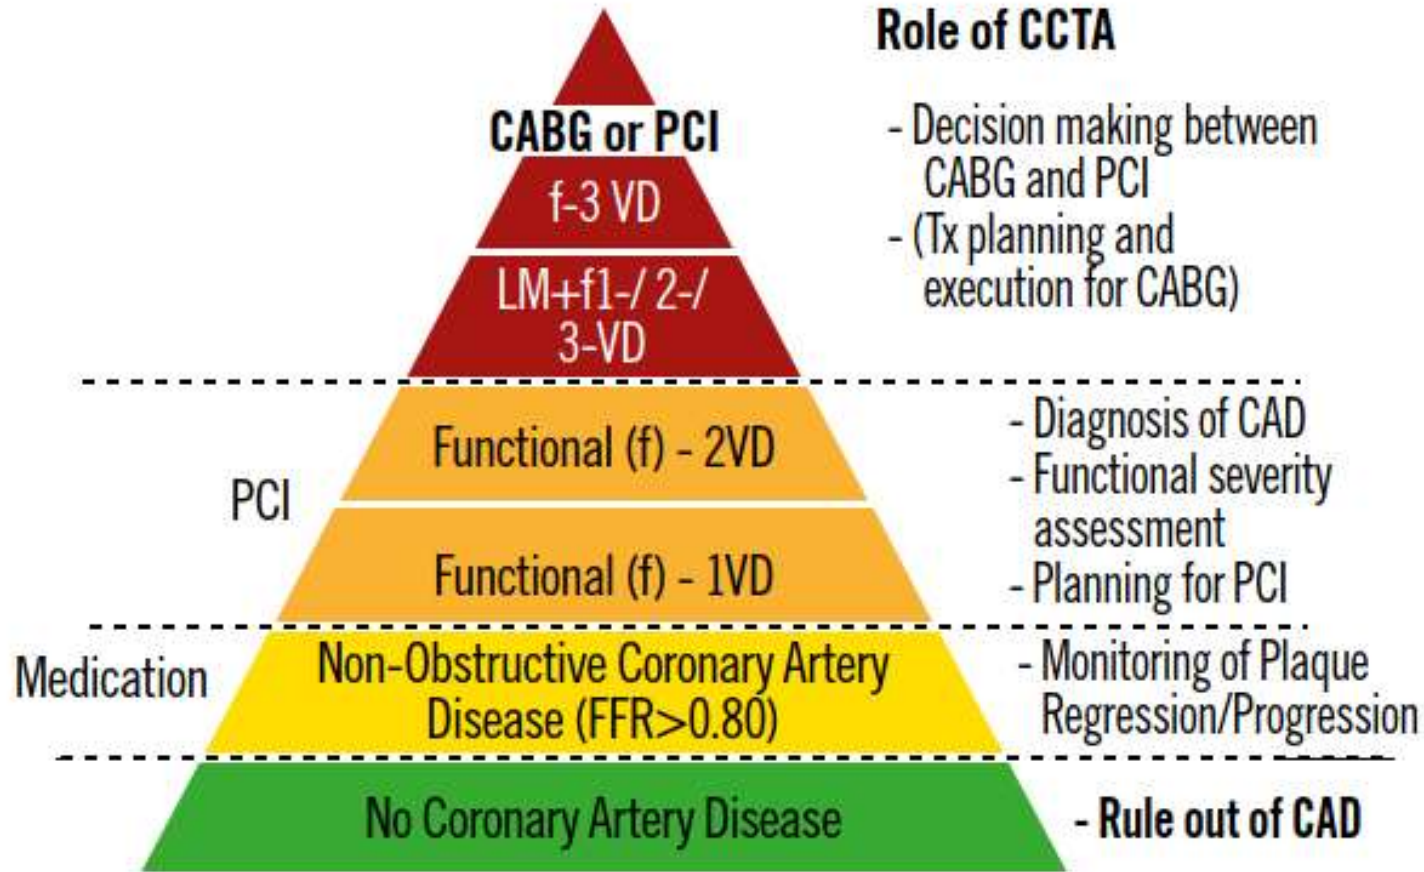 Role of CCTA
CABG or PCI
- Decision making between
CABG and PCI
- (Tx planning and
execution for CABG)
f-3 VD
LM+f1-/ 2-/
3-VD
PCI
Functional (f) - 2VD
Functional (f) - 1VD
- Diagnosis of CAD
- Functional severity
assessment
- Planning for PCI
Medication
Non-Obstructive Coronary Artery
Disease (FFR>0.80)
- Monitoring of Plaque
Regression/Progression
No Coronary Artery Disease
- Rule out of CAD